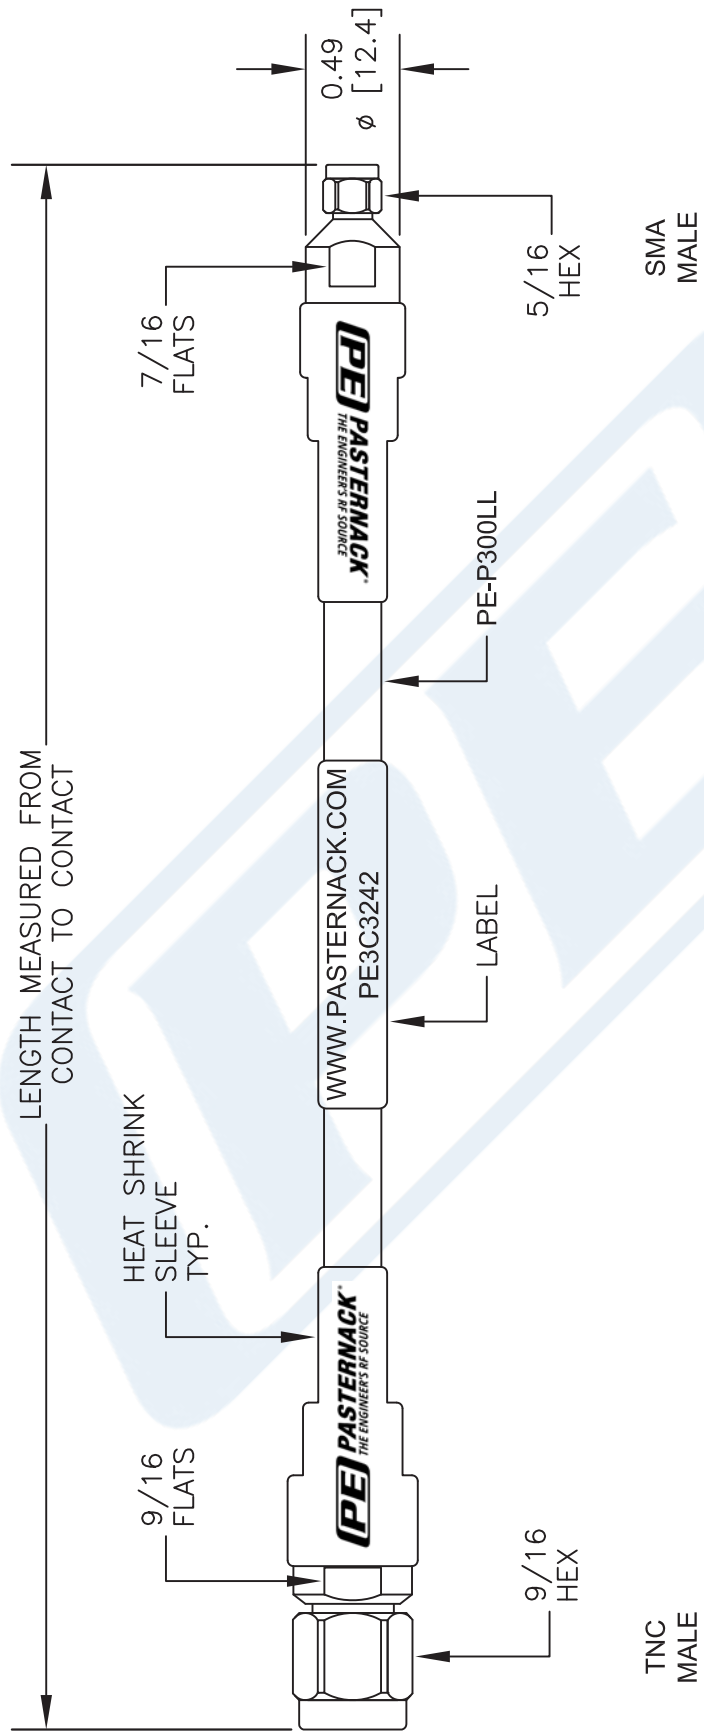 LENGTH MEASURED FROM
CONTACT TO CONTACT
9/16
FLATS
HEAT SHRINK
SLEEVE
TYP.
7/16
FLATS
0.49
ø [12.4]
PE PASTERNACK®
THE ENGINEER'S RF SOURCE
WWW.PASTERNACK.COM
PE3C3242
PE PASTERNACK®
THE ENGINEER'S RF SOURCE
9/16
HEX
LABEL
PE-P300LL
5/16
HEX
TNC
MALE
SMA
MALE
PE